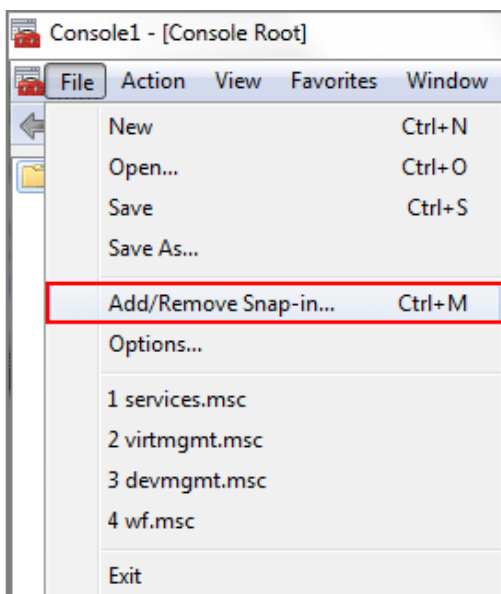 Console1 - [Console Root]
File Action View Favorites Window
New Ctrl+N
Open... Ctrl+O
Save Ctrl+S
Save As...
Add/Remove Snap-in... Ctrl+M
Options...
1 services.msc
2 virtmgmt.msc
3 devmgmt.msc
4 wf.msc
Exit